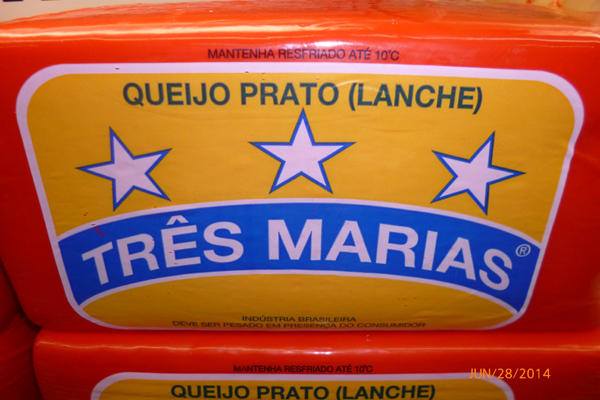 MANTENHA RESFRIADO ATÉ 10°C
QUEIJO PRATO (LANCHE)
TRÊS MARIAS®
INDÚSTRIA BRASILEIRA
DEVE SER PESADO EM PRESENÇA DO CONSUMIDOR
MANTENHA RESFRIADO ATÉ 10°C
JUN/28/2014
QUEIJO PRATO (LANCHE)